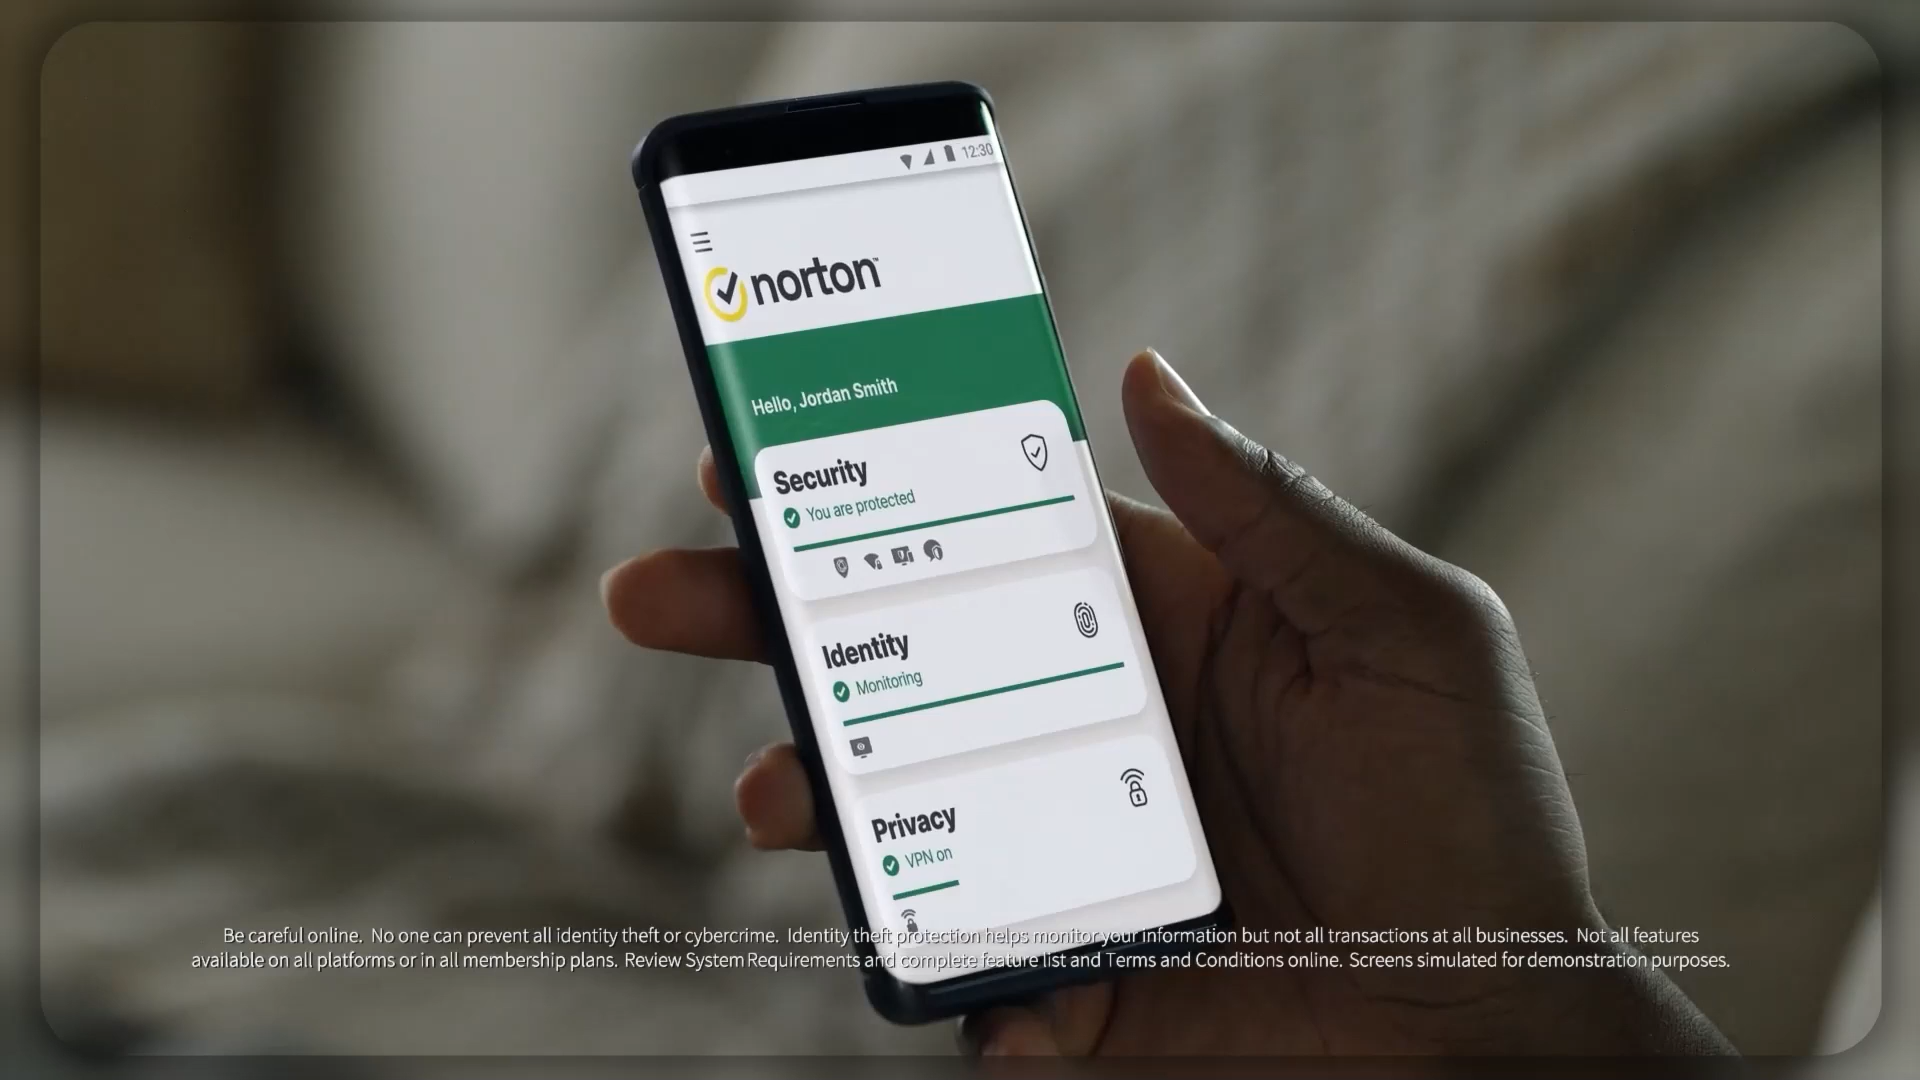 12:30
norton™
Hello, Jordan Smith
Security
You are protected
Identity
Monitoring
Privacy
VPN on
Be careful online. No one can prevent all identity theft or cybercrime. Identity theft protection helps monitor your information but not all transactions at all businesses. Not all features
available on all platforms or in all membership plans. Review System Requirements and complete feature list and Terms and Conditions online. Screens simulated for demonstration purposes.